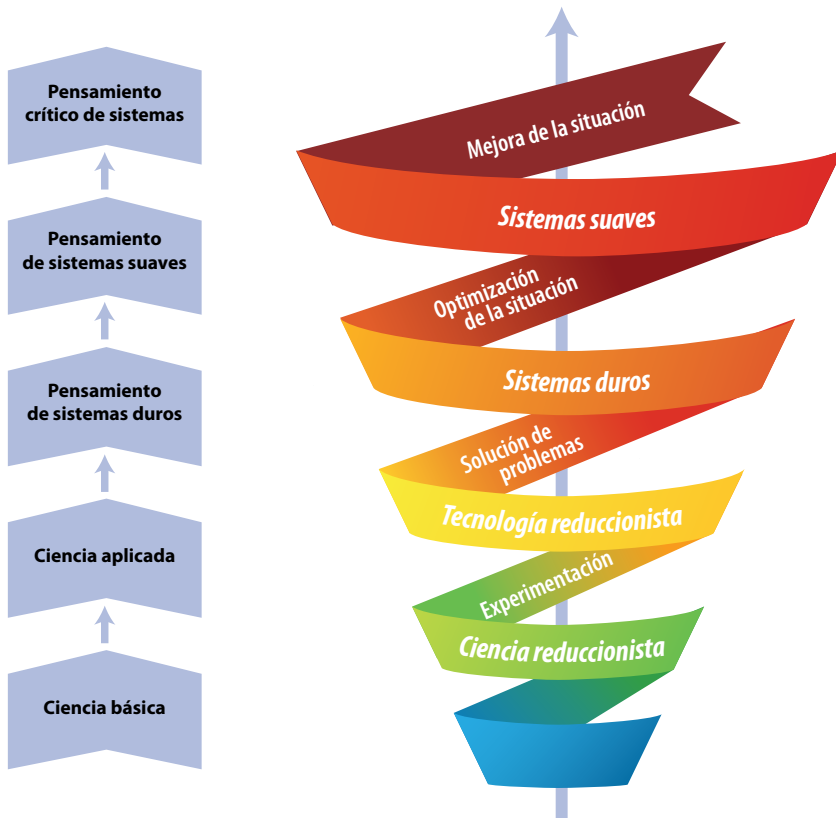 Pensamiento
crítico de sistemas
Pensamiento
de sistemas suaves
Pensamiento
de sistemas duros
Ciencia aplicada
Ciencia básica
Mejora de la situación
Sistemas suaves
Optimización
de la situación
Sistemas duros
Solución de
problemas
Tecnología reduccionista
Experimentación
Ciencia reduccionista